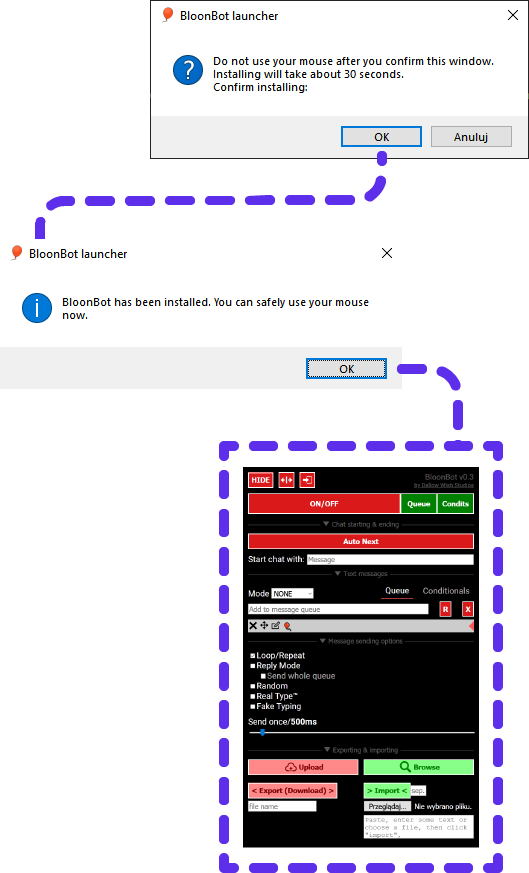 BloonBot launcher
Do not use your mouse after you confirm this window.
Installing will take about 30 seconds.
Confirm installing:
OK
Anuluj
BloonBot launcher
BloonBot has been installed. You can safely use your mouse
now.
OK
HIDE
BloonBot v0.3
by Dallow Wish Studios
ON/OFF
Queue
Condits
Chat starting & ending
Auto Next
Start chat with: Message
Text messages
Mode NONE
Queue
Conditionals
Add to message queue
R
X
Message sending options
Loop/Repeat
Reply Mode
Send whole queue
Random
Real Type™
Fake Typing
Send once/500ms
Exporting & Importing
Upload
Browse
< Export (Download) >
> Import <
sep.
file name
Przeglądaj...
Nie wybrano pliku.
Paste, enter some text or
choose a file, then click
"import",